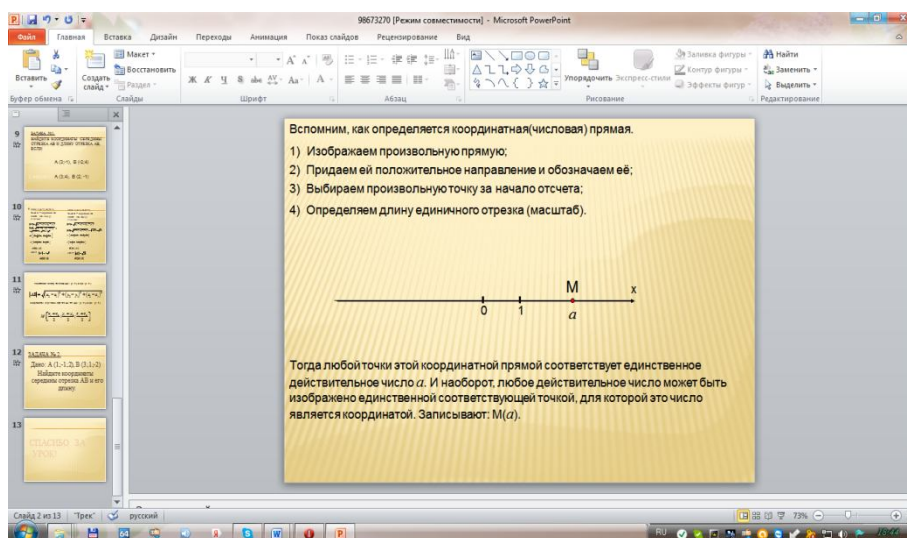 98673270 [Режим совместимости] - Microsoft PowerPoint
Файл Главная Вставка Дизайн Переходы Анимация Показ слайдов Рецензирование Вид
Вставить
Создать слайд
Макет
Восстановить
Раздел
Буфер обмена Слайды Шрифт Абзац Рисование Редактирование
Упорядочить Экспресс-стили
Заливка фигуры
Контур фигуры
Эффекты фигур
Найти
Заменить
Выделить
9
10
11
12
ЗАДАЧА № 2.
Дано: A (1;-1;2), B (3;1;-2)
Найдите координаты
середины отрезка АВ и его
длину.
13
СПАСИБО ЗА
УРОК!
Вспомним, как определяется координатная(числовая) прямая.
1) Изображаем произвольную прямую;
2) Придаем ей положительное направление и обозначаем её;
3) Выбираем произвольную точку за начало отсчета;
4) Определяем длину единичного отрезка (масштаб).
M x
0 1 a
Тогда любой точки этой координатной прямой соответствует единственное
действительное число a. И наоборот, любое действительное число может быть
изображено единственной соответствующей точкой, для которой это число
является координатой. Записывают: M(a).
Слайд 2 из 13 "Трек" русский 73%
RU